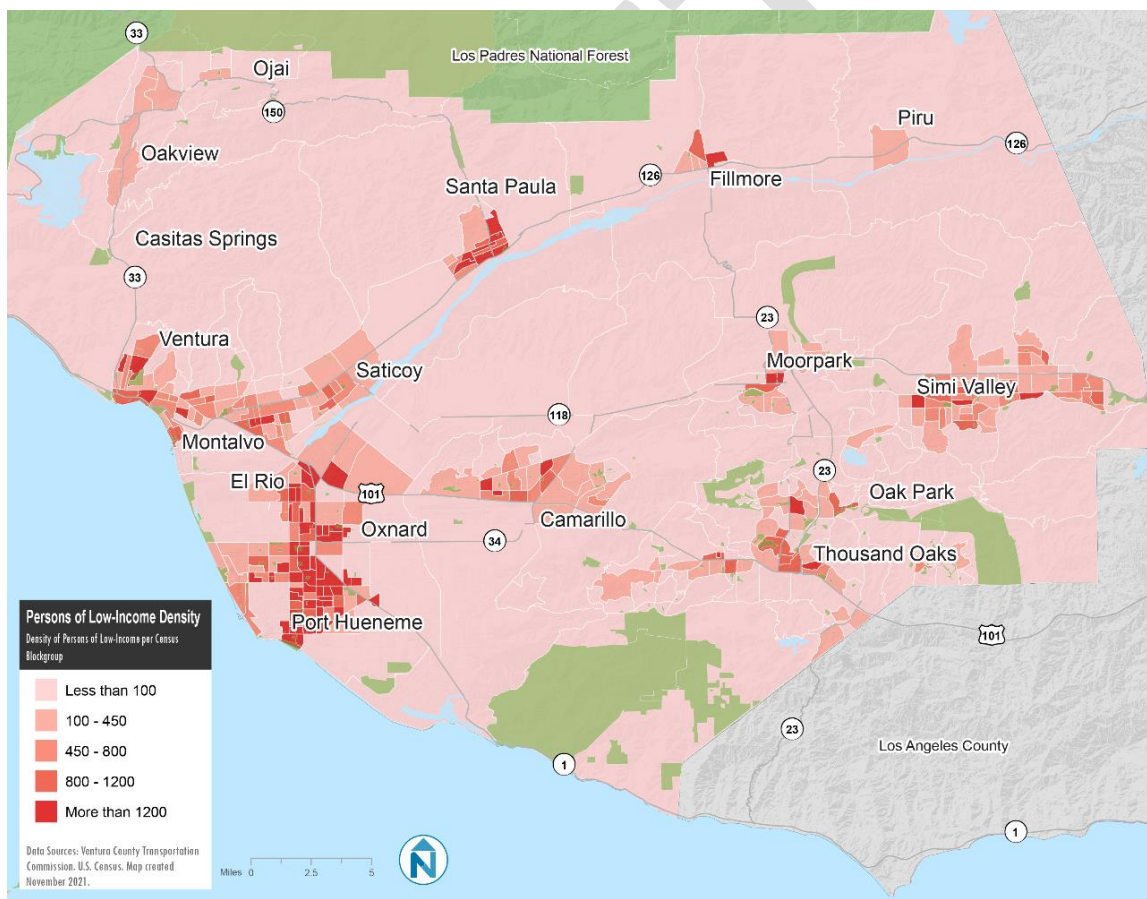 33
Ojai
Los Padres National Forest
150
Piru
126
126
Oakview
Santa Paula
126
Fillmore
Casitas Springs
33
23
Ventura
Moorpark
Saticoy
Simi Valley
118
Montalvo
El Rio
101
23
Oak Park
Oxnard
34
Camarillo
Thousand Oaks
Port Hueneme
101
23
Los Angeles County
1
1
Persons of Low-Income Density
Density of Persons of Low-Income per Census
Blockgroup
Less than 100
100 - 450
450 - 800
800 - 1200
More than 1200
Data Sources: Ventura County Transportation
Commission. U.S. Census. Map created
November 2021.
Miles 0 2.5 5
N